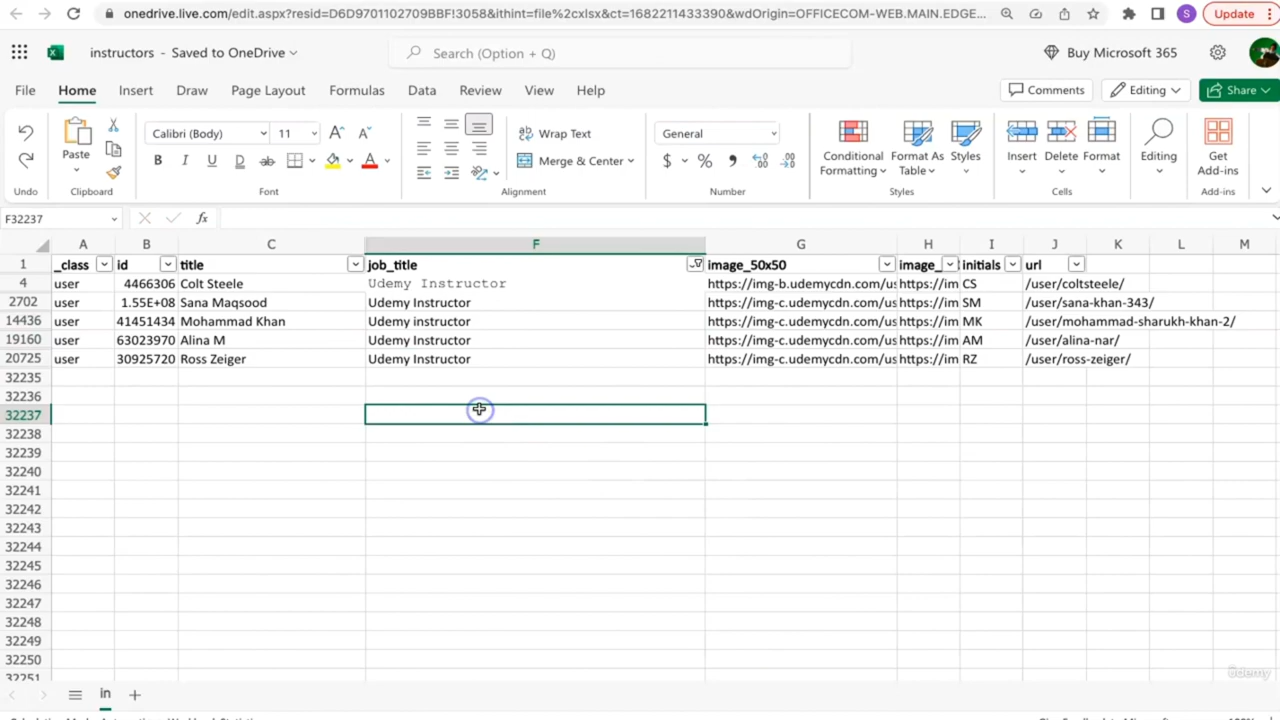 onedrive.live.com/edit.aspx?resid=D6D9701102709BBF!3058&ithint=file%2cxlsx&ct=1682211433390&wdOrigin=OFFICECOM-WEB.MAIN.EDGE... S Update
instructors - Saved to OneDrive Search (Option + Q) Buy Microsoft 365
File Home Insert Draw Page Layout Formulas Data Review View Help Comments Editing Share
Paste Calibri (Body) 11 Wrap Text General Conditional Formatting Format As Table Styles Insert Delete Format Editing Get Add-ins
B I U D ab A Merge & Center $ % 9
Undo Clipboard Font Alignment Number Styles Cells Add-ins
F32237 fx
A B C F G H I J K L M
1 _class id title job_title image_50x50 image_ initials url
4 user 4466306 Colt Steele Udemy Instructor https://img-b.udemycdn.com/us https://im CS /user/coltsteele/
2702 user 1.55E+08 Sana Maqsood Udemy Instructor https://img-c.udemycdn.com/us https://im SM /user/sana-khan-343/
14436 user 41451434 Mohammad Khan Udemy instructor https://img-c.udemycdn.com/us https://im MK /user/mohammad-sharukh-khan-2/
19160 user 63023970 Alina M Udemy Instructor https://img-c.udemycdn.com/us https://im AM /user/alina-nar/
20725 user 30925720 Ross Zeiger Udemy Instructor https://img-c.udemycdn.com/us https://im RZ /user/ross-zeiger/
32235
32236
32237
32238
32239
32240
32241
32242
32243
32244
32245
32246
32247
32248
32249
32250
32251
udemy
in